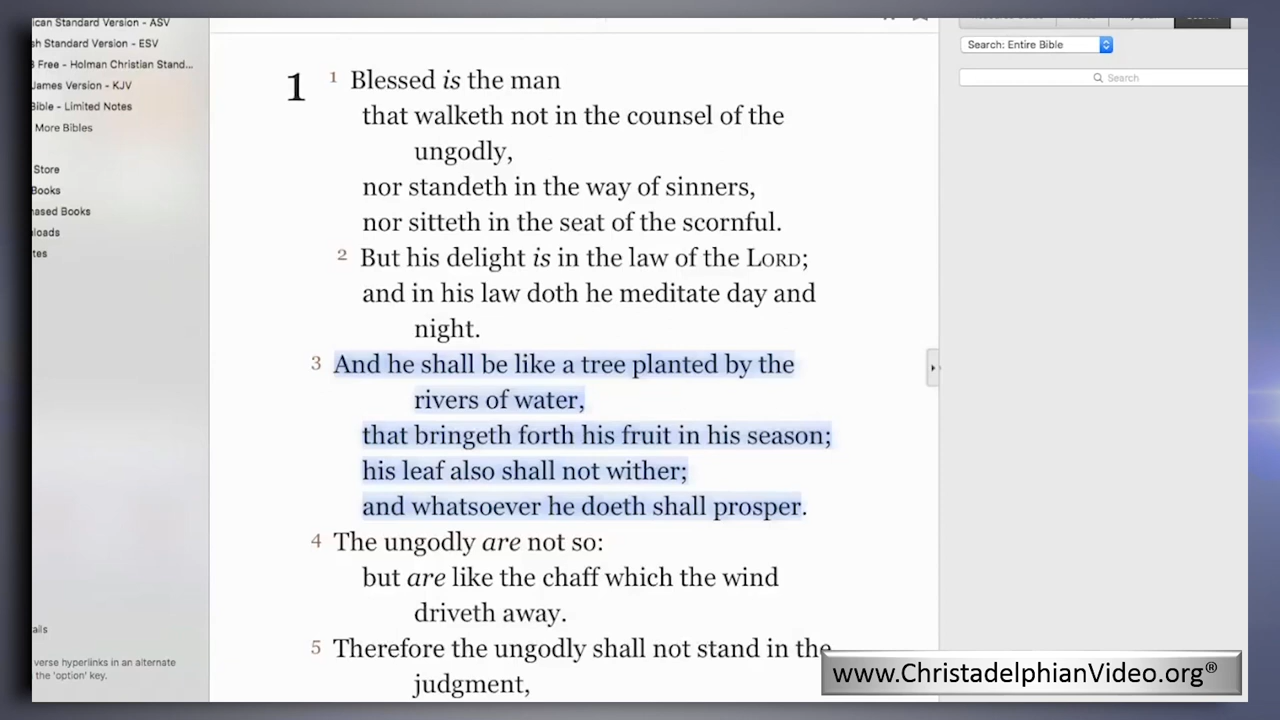 ican Standard Version - ASV
sh Standard Version - ESV
Free - Holman Christian Stand...
James Version - KJV
Bible - Limited Notes
More Bibles
Store
Books
hased Books
loads
tes
ails
verse hyperlinks in an alternate
the 'option' key.
1
1 Blessed is the man
that walketh not in the counsel of the
ungodly,
nor standeth in the way of sinners,
nor sitteth in the seat of the scornful.
2 But his delight is in the law of the LORD;
and in his law doth he meditate day and
night.
3 And he shall be like a tree planted by the
rivers of water,
that bringeth forth his fruit in his season;
his leaf also shall not wither;
and whatsoever he doeth shall prosper.
4 The ungodly are not so:
but are like the chaff which the wind
driveth away.
5 Therefore the ungodly shall not stand in the
judgment,
Search: Entire Bible
Search
www.ChristadelphianVideo.org®